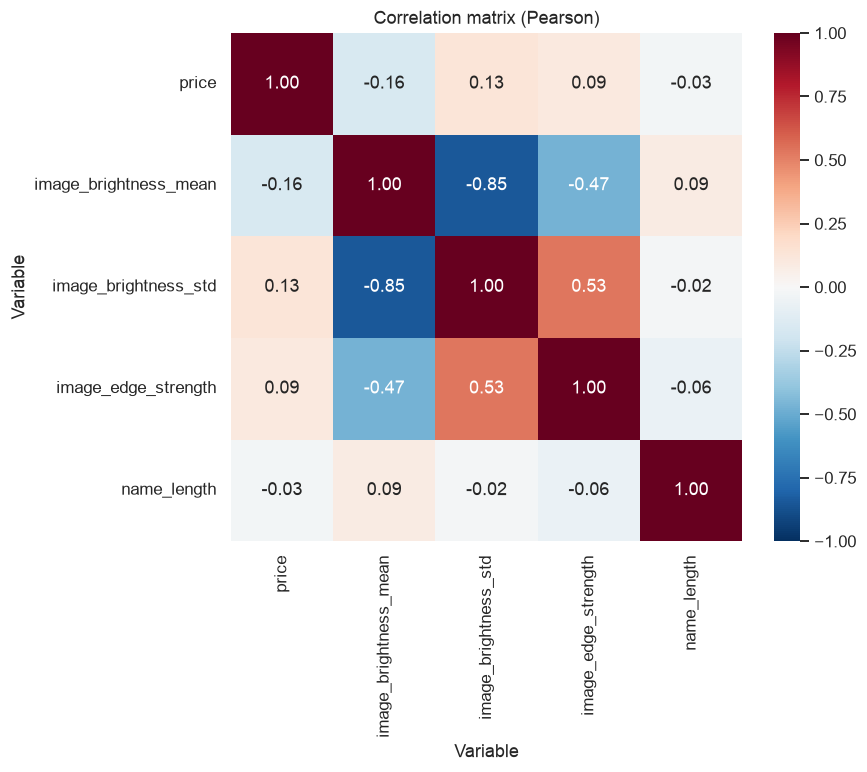 Correlation matrix (Pearson)
price 1.00 -0.16 0.13 0.09 -0.03
image_brightness_mean -0.16 1.00 -0.85 -0.47 0.09
image_brightness_std 0.13 -0.85 1.00 0.53 -0.02
image_edge_strength 0.09 -0.47 0.53 1.00 -0.06
name_length -0.03 0.09 -0.02 -0.06 1.00
Variable
price
image_brightness_mean
image_brightness_std
image_edge_strength
name_length
Variable
1.00
0.75
0.50
0.25
0.00
−0.25
−0.50
−0.75
−1.00